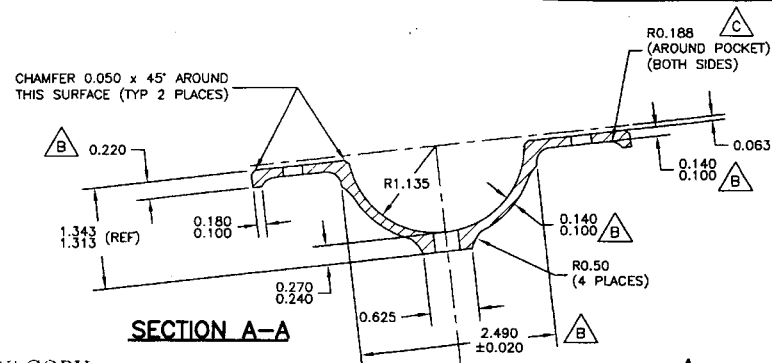 C
R0.188
(AROUND POCKET)
(BOTH SIDES)
CHAMFER 0.050 x 45° AROUND
THIS SURFACE (TYP 2 PLACES)
B
0.220
0.063
R1.135
0.140
0.100
B
1.343
1.313 (REF)
0.180
0.100
0.140
0.100
B
R0.50
(4 PLACES)
0.270
0.240
0.625
2.490
±0.020
B
SECTION A-A